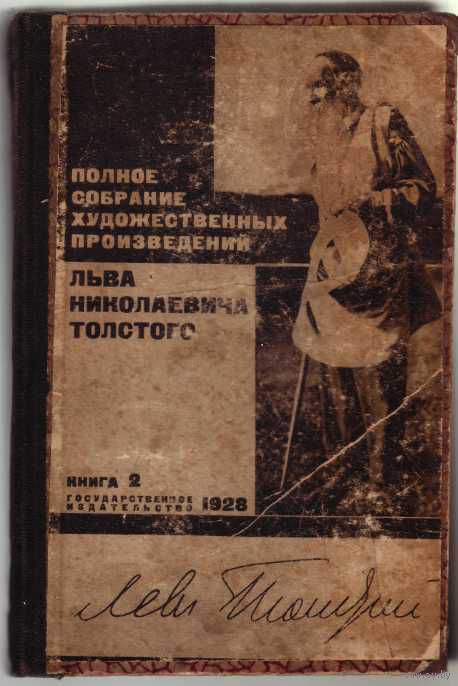 ПОЛНОЕ
СОБРАНИЕ
ХУДОЖЕСТВЕННЫХ
ПРОИЗВЕДЕНИЙ
ЛЬВА
НИКОЛАЕВИЧА
ТОЛСТОГО
КНИГА 2
ГОСУДАРСТВЕННОЕ
ИЗДАТЕЛЬСТВО 1928
Левъ Толстой